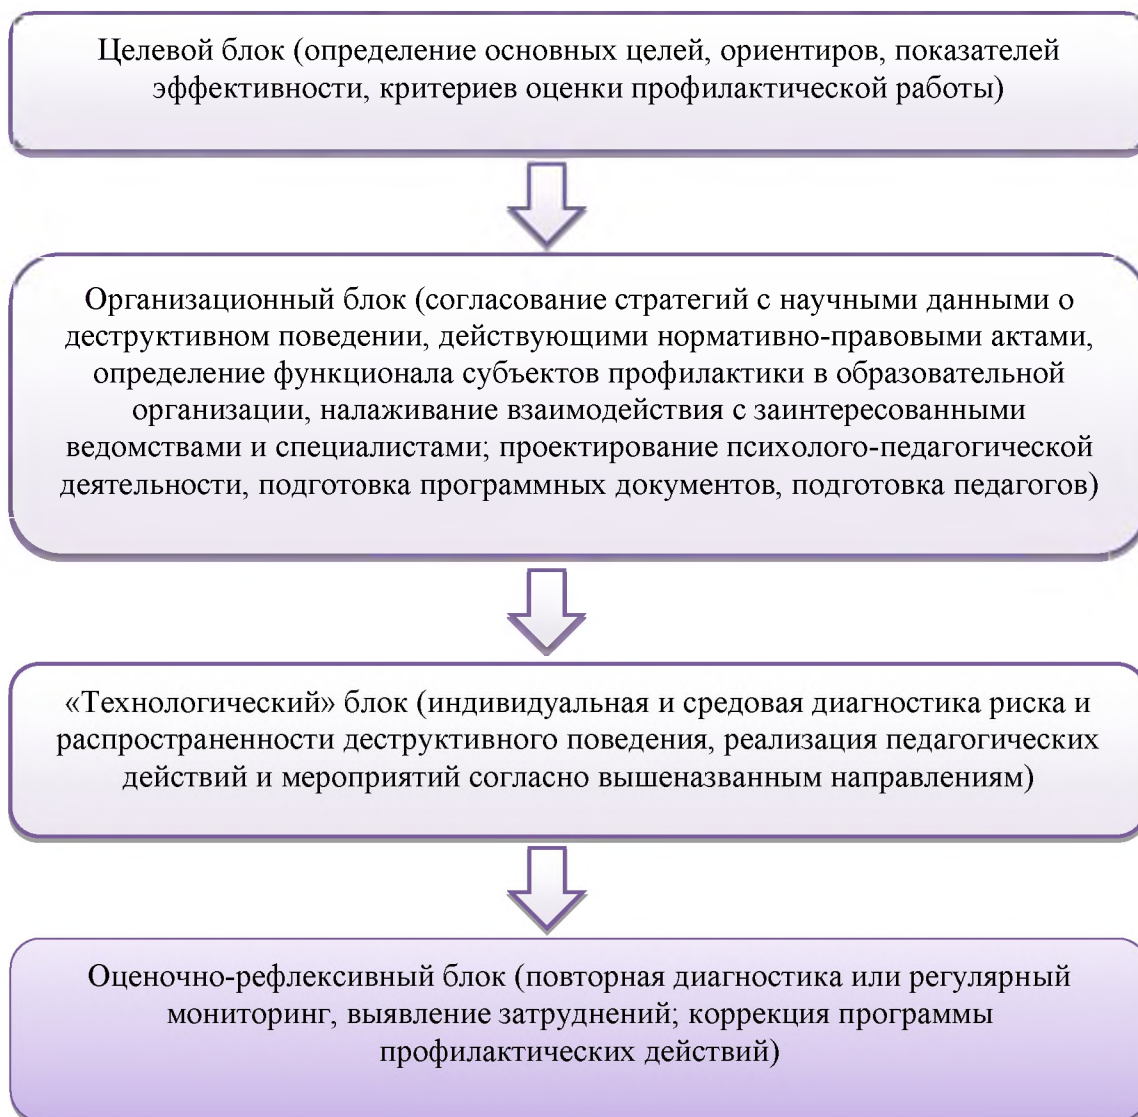 Целевой блок (определение основных целей, ориентиров, показателей
эффективности, критериев оценки профилактической работы)
Организационный блок (согласование стратегий с научными данными о
деструктивном поведении, действующими нормативно-правовыми актами,
определение функционала субъектов профилактики в образовательной
организации, налаживание взаимодействия с заинтересованными
ведомствами и специалистами; проектирование психолого-педагогической
деятельности, подготовка программных документов, подготовка педагогов)
«Технологический» блок (индивидуальная и средовая диагностика риска и
распространенности деструктивного поведения, реализация педагогических
действий и мероприятий согласно вышеназванным направлениям)
Оценочно-рефлексивный блок (повторная диагностика или регулярный
мониторинг, выявление затруднений; коррекция программы
профилактических действий)